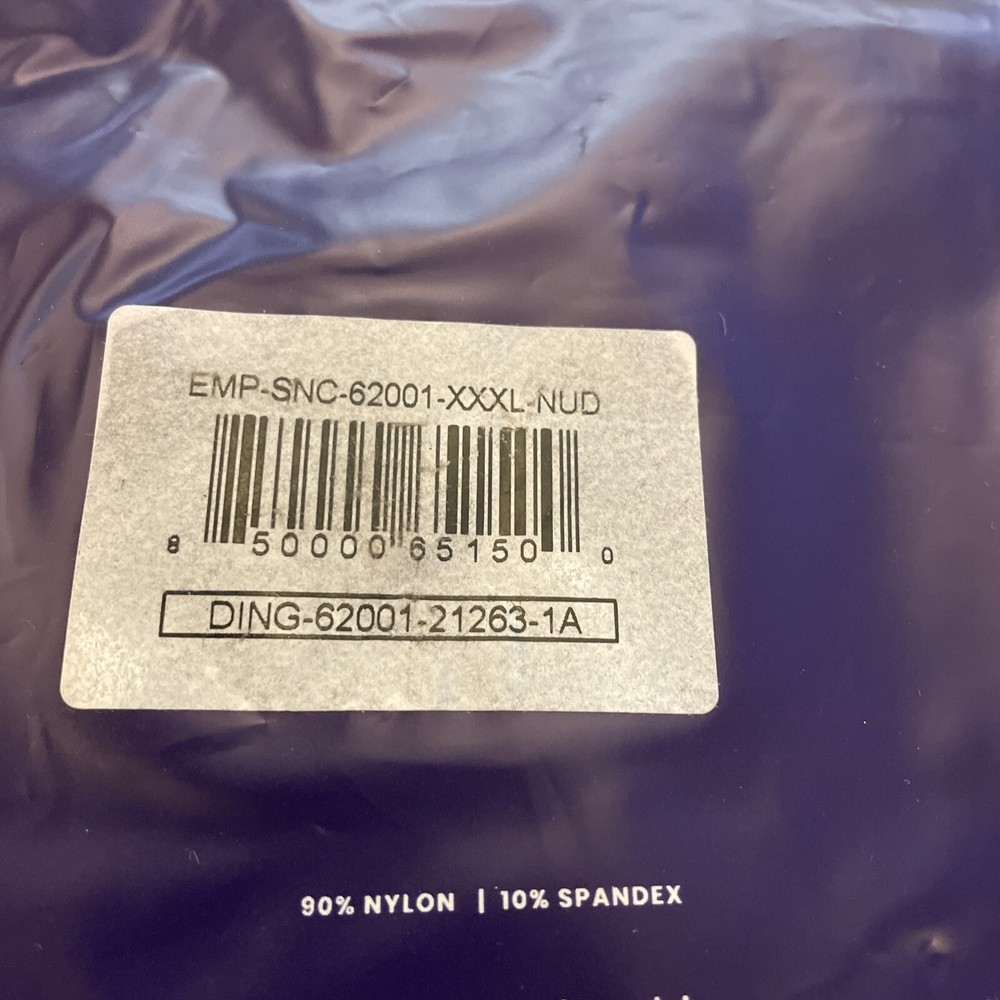 EMP-SNC-62001-XXXL-NUD
8 50000 65150 0
DING-62001-21263-1A
90% NYLON | 10% SPANDEX